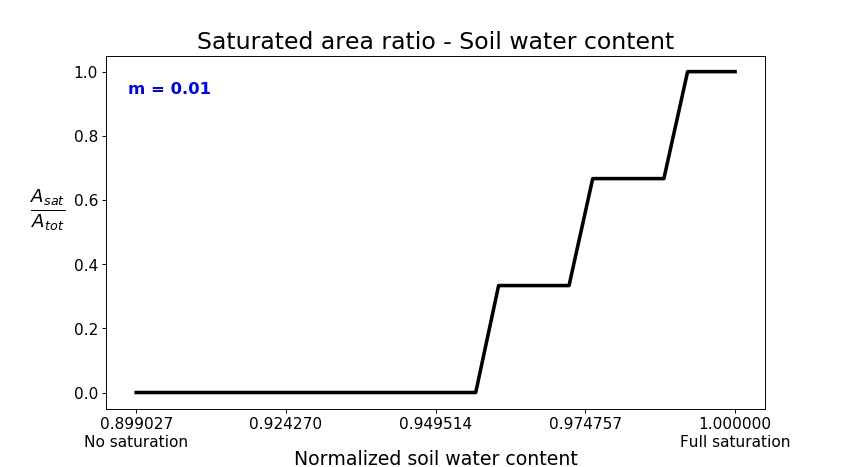 Saturated area ratio - Soil water content
m = 0.01
1.0
0.8
0.6
0.4
0.2
0.0
A_sat
A_tot
0.899027 0.924270 0.949514 0.974757 1.000000
No saturation Full saturation
Normalized soil water content